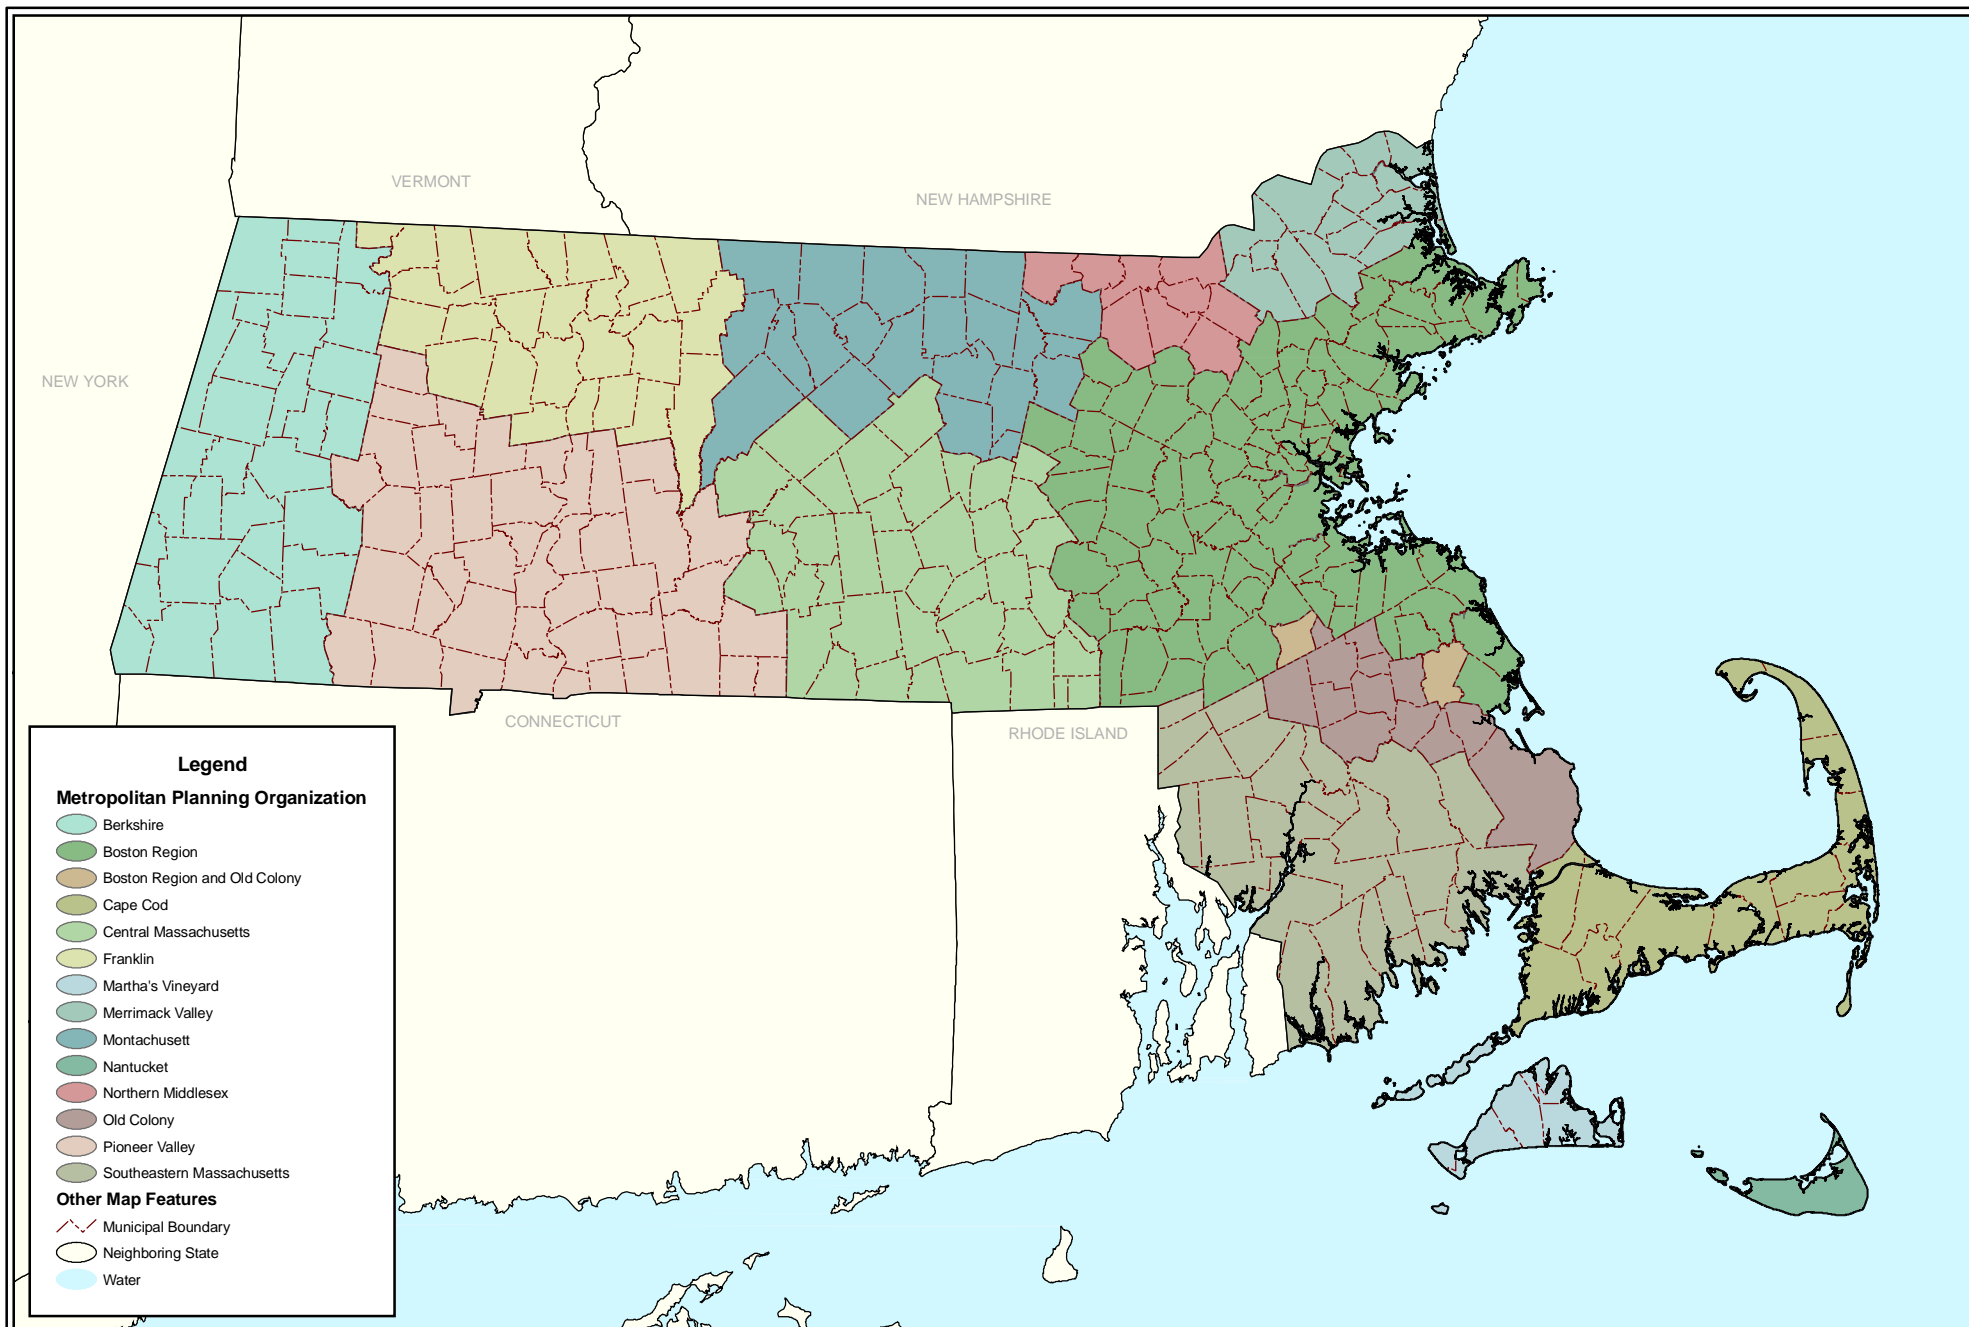 VERMONT
NEW HAMPSHIRE
NEW YORK
CONNECTICUT
RHODE ISLAND
Legend
Metropolitan Planning Organization
Berkshire
Boston Region
Boston Region and Old Colony
Cape Cod
Central Massachusetts
Franklin
Martha's Vineyard
Merrimack Valley
Montachusett
Nantucket
Northern Middlesex
Old Colony
Pioneer Valley
Southeastern Massachusetts
Other Map Features
Municipal Boundary
Neighboring State
Water